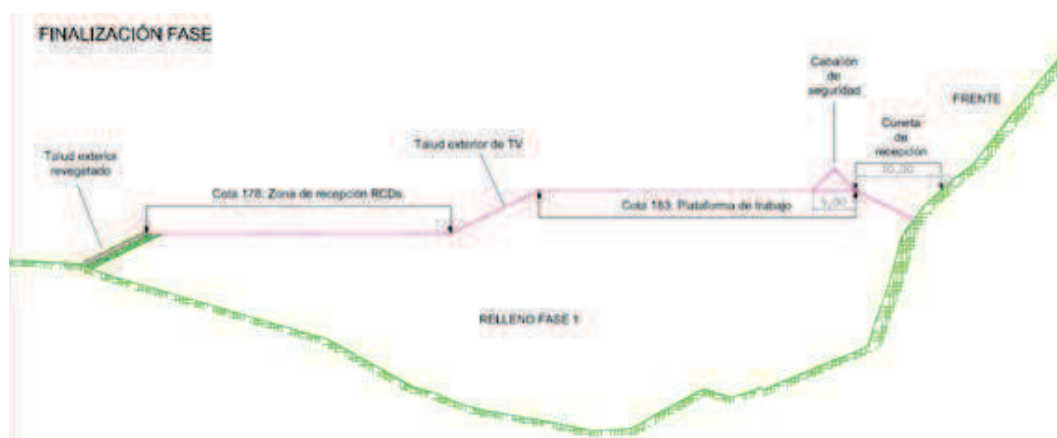 FINALIZACIÓN FASE
Cabalón
de
seguridad
FRENTE
Cuneta
de
recepción
10,00
Talud exterior
revegetado
Talud exterior de TV
Cota 178: Zona de recepción RCDs
Cota 183: Plataforma de trabajo
5,00
RELLENO FASE 1